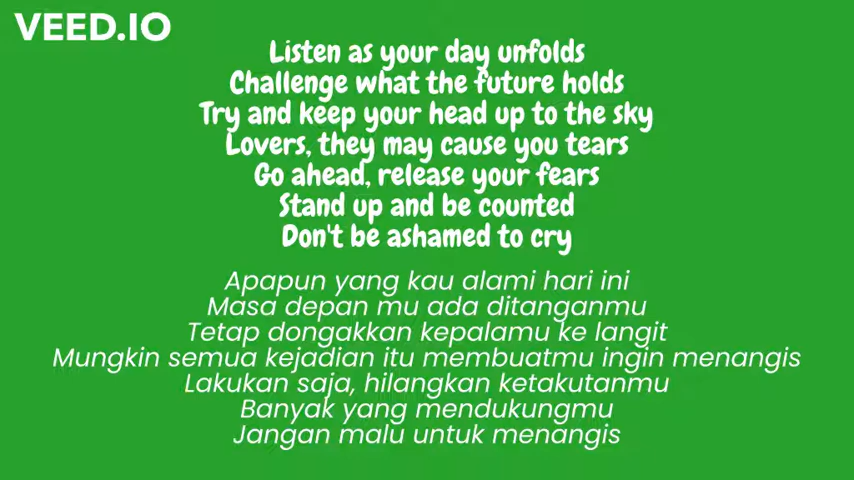 VEED.IO
Listen as your day unfolds
Challenge what the future holds
Try and keep your head up to the sky
Lovers, they may cause you tears
Go ahead, release your fears
Stand up and be counted
Don't be ashamed to cry
Apapun yang kau alami hari ini
Masa depan mu ada ditanganmu
Tetap dongakkan kepalamu ke langit
Mungkin semua kejadian itu membuatmu ingin menangis
Lakukan saja, hilangkan ketakutanmu
Banyak yang mendukungmu
Jangan malu untuk menangis